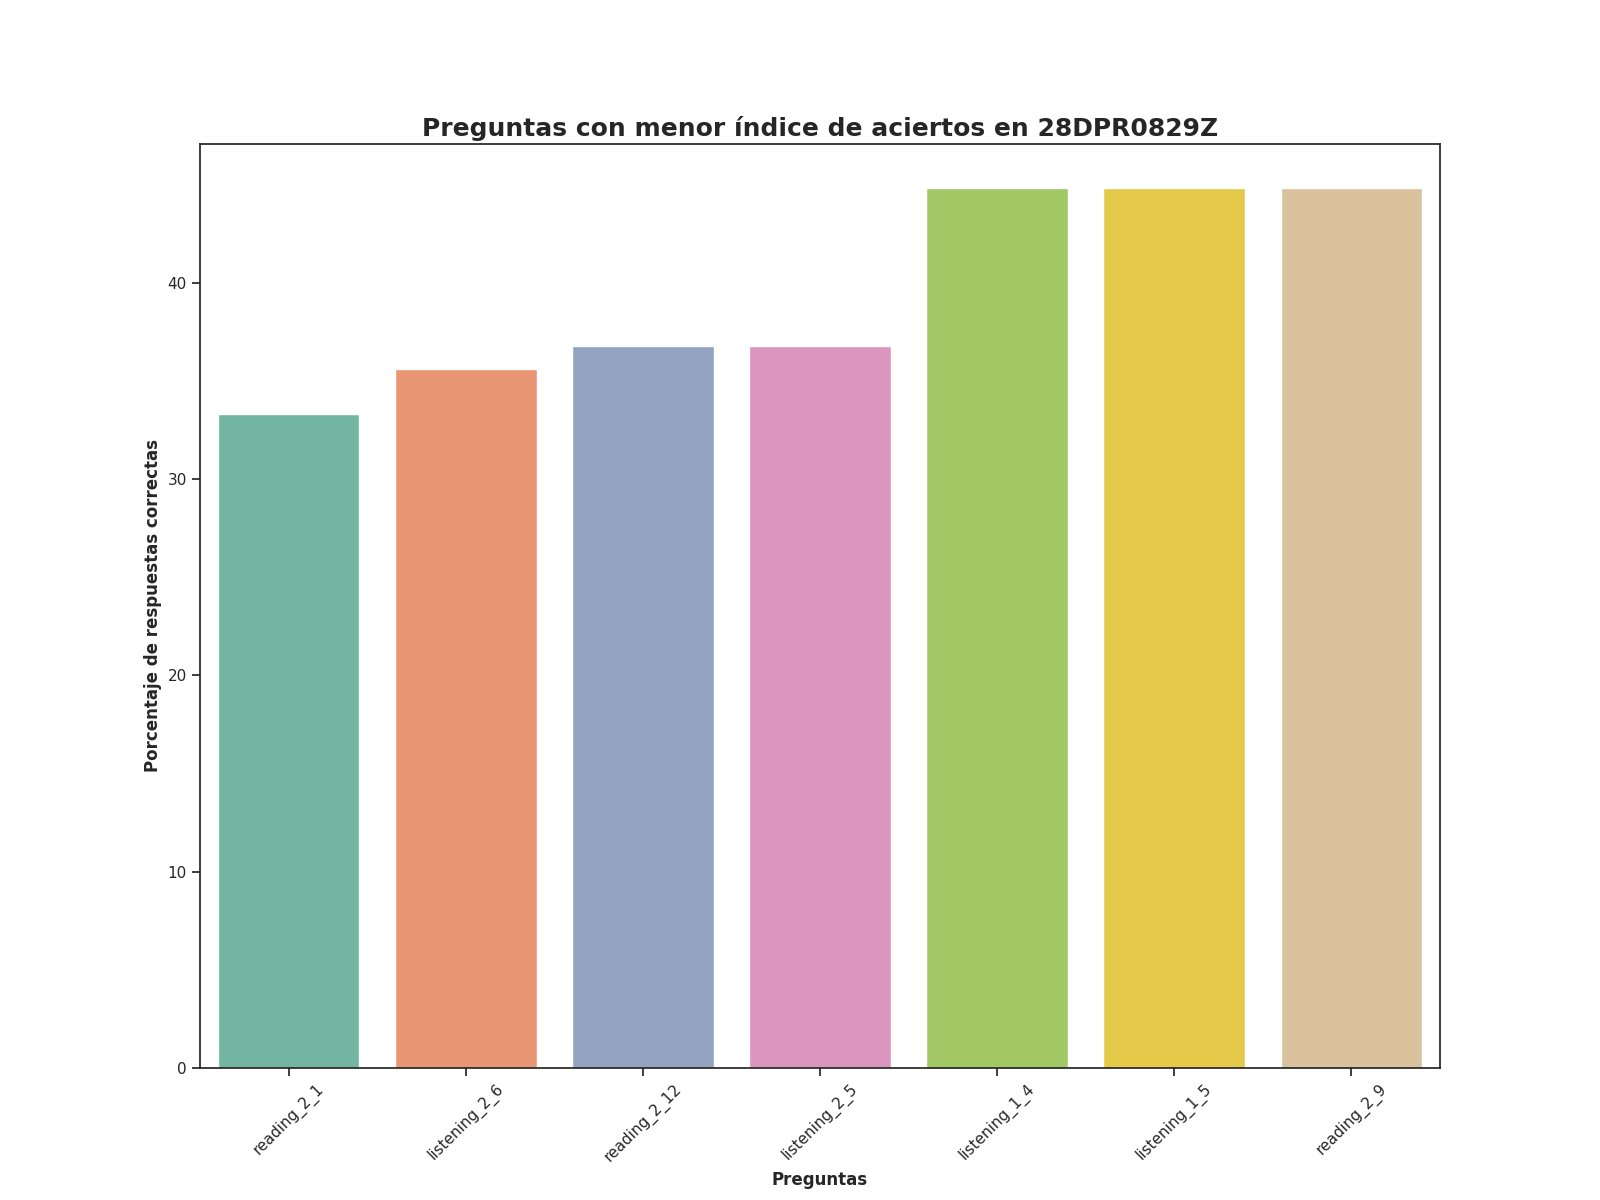 Preguntas con menor índice de aciertos en 28DPR0829Z
Porcentaje de respuestas correctas
40
30
20
10
0
reading_2_1
listening_2_6
reading_2_12
listening_2_5
listening_1_4
listening_1_5
reading_2_9
Preguntas